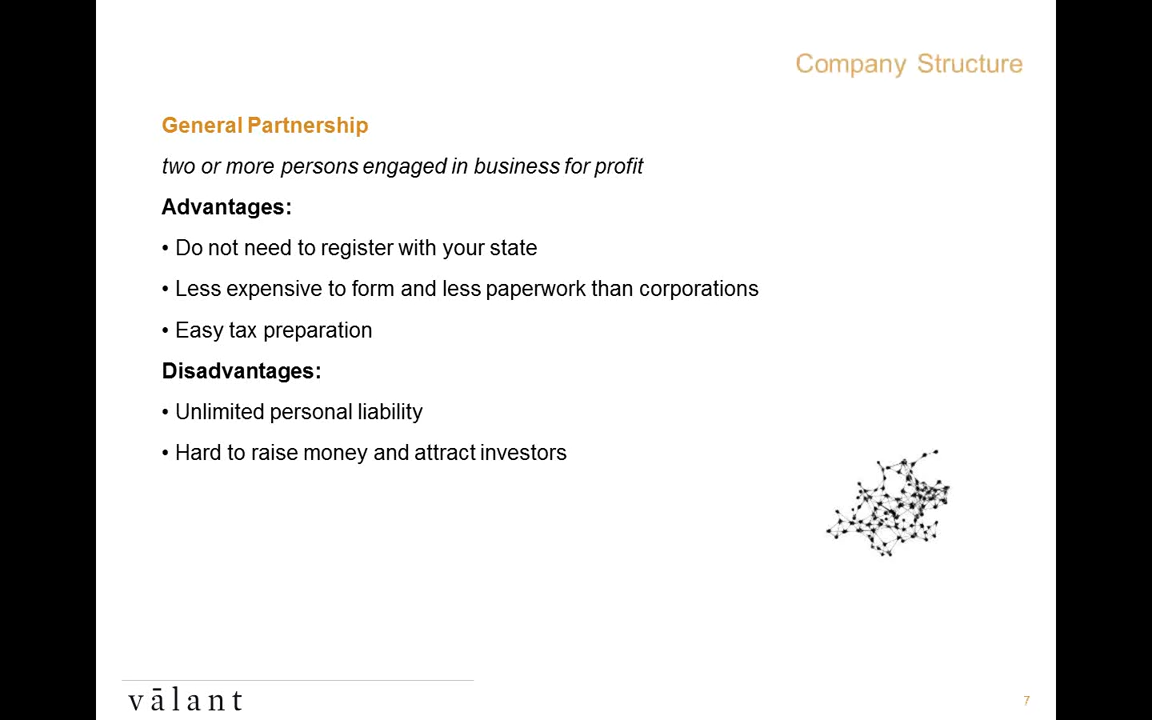 Company Structure
General Partnership
two or more persons engaged in business for profit
Advantages:
• Do not need to register with your state
• Less expensive to form and less paperwork than corporations
• Easy tax preparation
Disadvantages:
• Unlimited personal liability
• Hard to raise money and attract investors
vālant
7